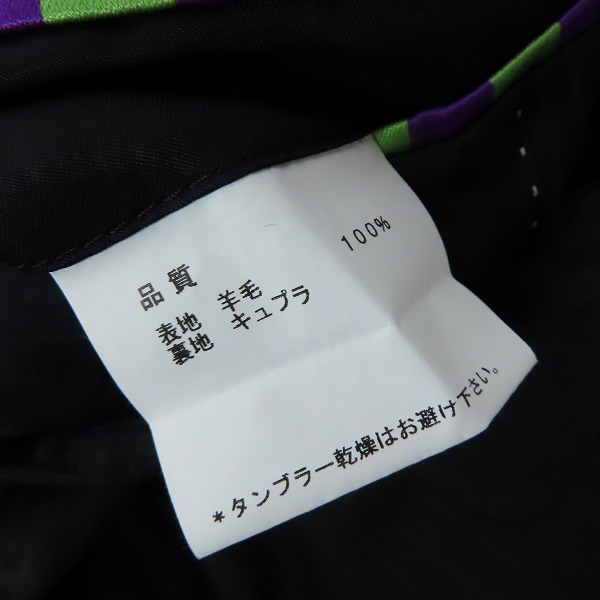 品質
表地 羊毛 100%
裏地 キュプラ
*タンブラー乾燥はお避け下さい。